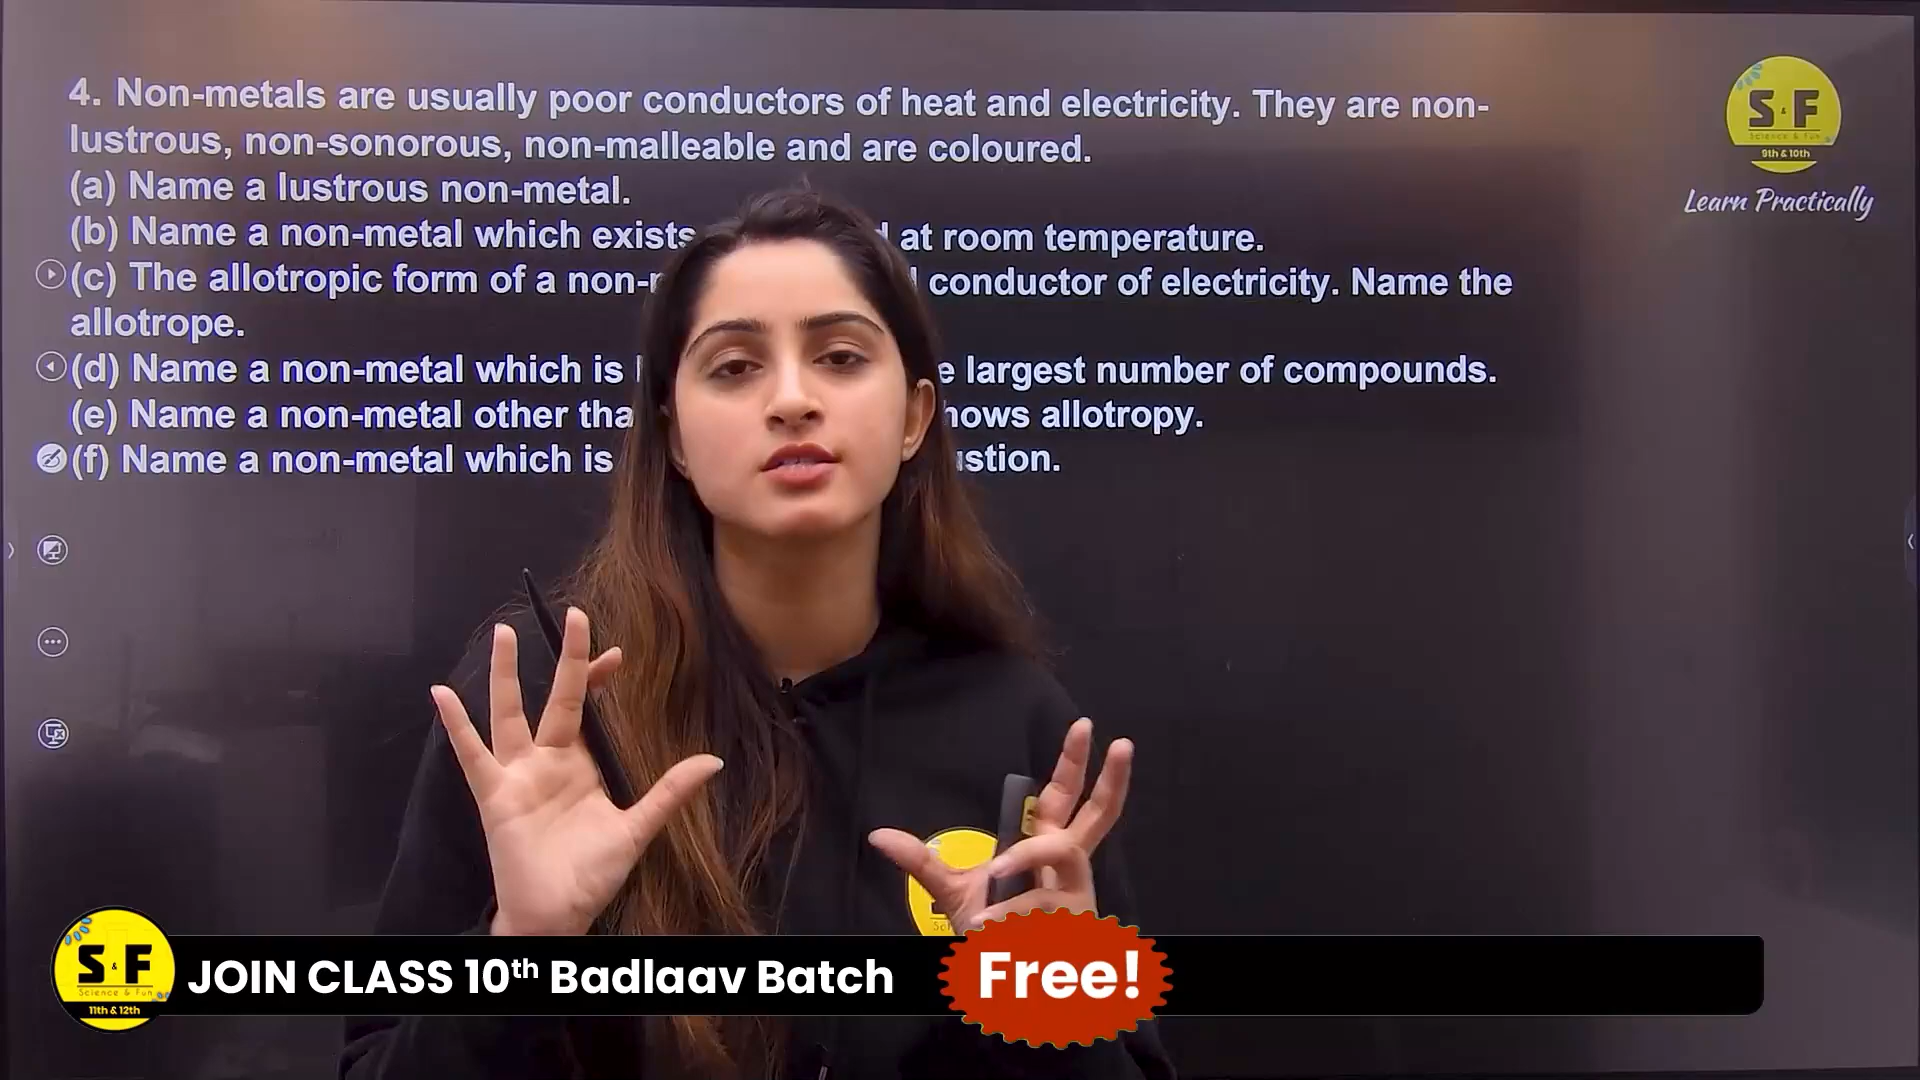 4. Non-metals are usually poor conductors of heat and electricity. They are non-
lustrous, non-sonorous, non-malleable and are coloured.
(a) Name a lustrous non-metal.
(b) Name a non-metal which exists at room temperature.
(c) The allotropic form of a non- conductor of electricity. Name the
allotrope.
(d) Name a non-metal which is largest number of compounds.
(e) Name a non-metal other allotropy.
(f) Name a non-metal which is
S & F
Science & Fun
9th & 10th
Learn Practically
S & F
Science & Fun
11th & 12th
JOIN CLASS 10th Badlaav Batch
Free!